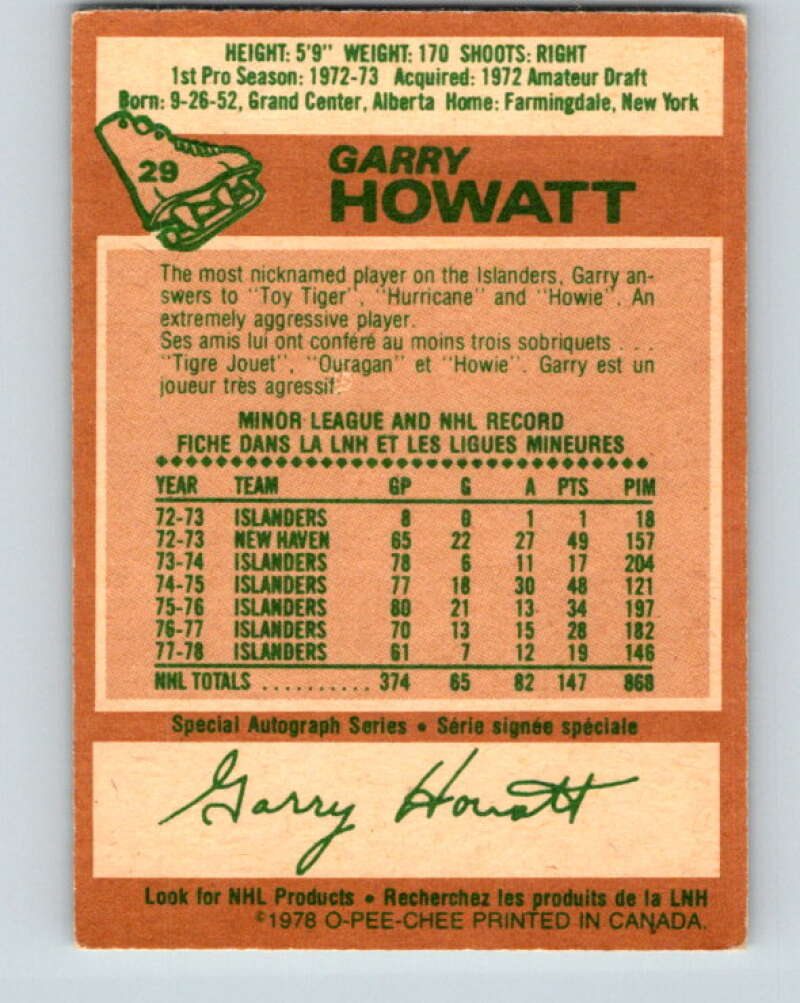 HEIGHT: 5'9" WEIGHT: 170 SHOOTS: RIGHT
1st Pro Season: 1972-73 Acquired: 1972 Amateur Draft
Born: 9-26-52, Grand Center, Alberta Home: Farmingdale, New York
29
GARRY
HOWATT
The most nicknamed player on the Islanders, Garry an-
swers to "Toy Tiger", "Hurricane" and "Howie". An
extremely aggressive player.
Ses amis lui ont conféré au moins trois sobriquets . . .
"Tigre Jouet", "Ouragan" et "Howie". Garry est un
joueur très agressif.
MINOR LEAGUE AND NHL RECORD
FICHE DANS LA LNH ET LES LIGUES MINEURES
YEAR TEAM GP G A PTS PIM
72-73 ISLANDERS 8 0 1 1 18
72-73 NEW HAVEN 65 22 27 49 157
73-74 ISLANDERS 78 6 11 17 204
74-75 ISLANDERS 77 18 30 48 121
75-76 ISLANDERS 80 21 13 34 197
76-77 ISLANDERS 70 13 15 28 182
77-78 ISLANDERS 61 7 12 19 146
NHL TOTALS .......... 374 65 82 147 868
Special Autograph Series • Série signée spéciale
Garry Howatt
Look for NHL Products • Recherchez les produits de la LNH
©1978 O-PEE-CHEE PRINTED IN CANADA.